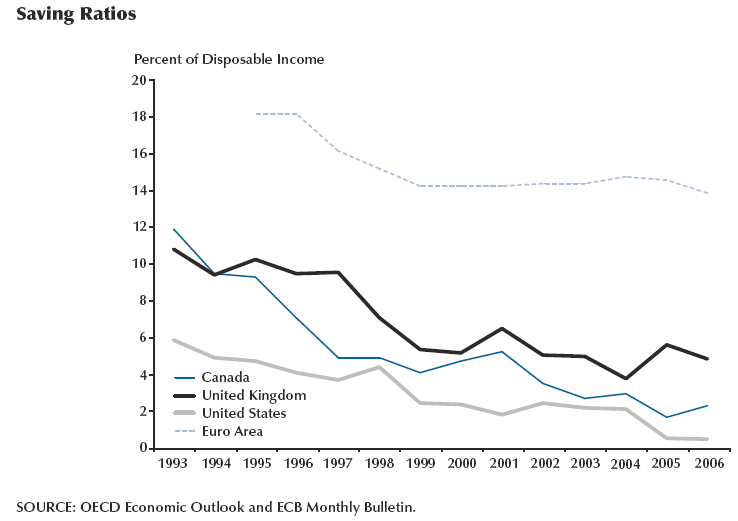 Saving Ratios
Percent of Disposable Income
20
18
16
14
12
10
8
6
4
2
0
Canada
United Kingdom
United States
Euro Area
1993 1994 1995 1996 1997 1998 1999 2000 2001 2002 2003 2004 2005 2006
SOURCE: OECD Economic Outlook and ECB Monthly Bulletin.